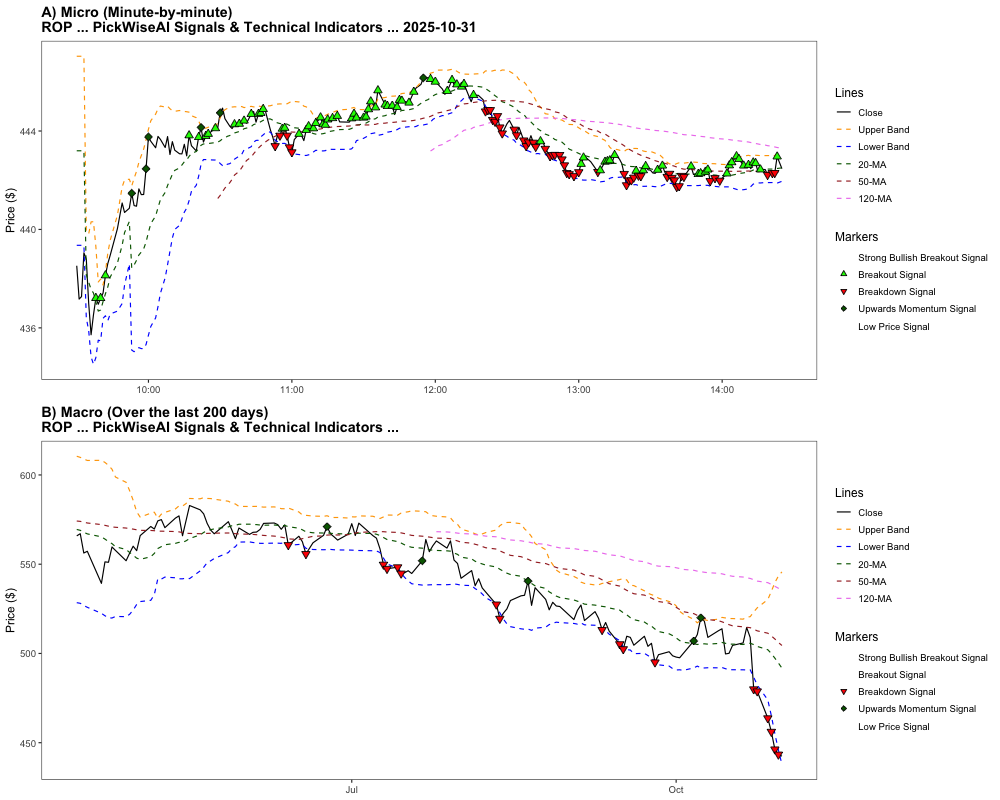 A) Micro (Minute-by-minute)
ROP ... PickWiseAI Signals & Technical Indicators ... 2025-10-31
Price ($)
444
440
436
10:00
11:00
12:00
13:00
14:00
Lines
Close
Upper Band
Lower Band
20-MA
50-MA
120-MA
Markers
Strong Bullish Breakout Signal
Breakout Signal
Breakdown Signal
Upwards Momentum Signal
Low Price Signal
B) Macro (Over the last 200 days)
ROP ... PickWiseAI Signals & Technical Indicators ...
Price ($)
600
550
500
450
Jul
Oct
Lines
Close
Upper Band
Lower Band
20-MA
50-MA
120-MA
Markers
Strong Bullish Breakout Signal
Breakout Signal
Breakdown Signal
Upwards Momentum Signal
Low Price Signal